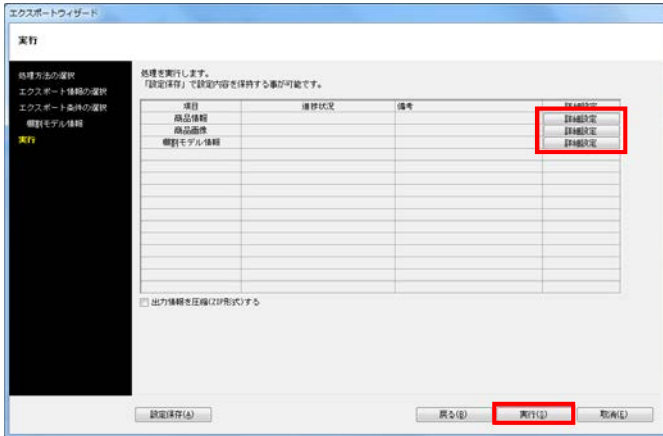 エクスポートウィザード
実行
処理方法の選択
エクスポート情報の選択
エクスポート条件の選択
棚割モデル情報
実行
処理を実行します。
「設定保存」で設定内容を保持する事が可能です。
項目 進捗状況 備考 詳細設定
商品情報 詳細設定
商品画像 詳細設定
棚割モデル情報 詳細設定
出力情報を圧縮(ZIP形式)する
設定保存(A) 戻る(B) 実行(S) 取消(E)